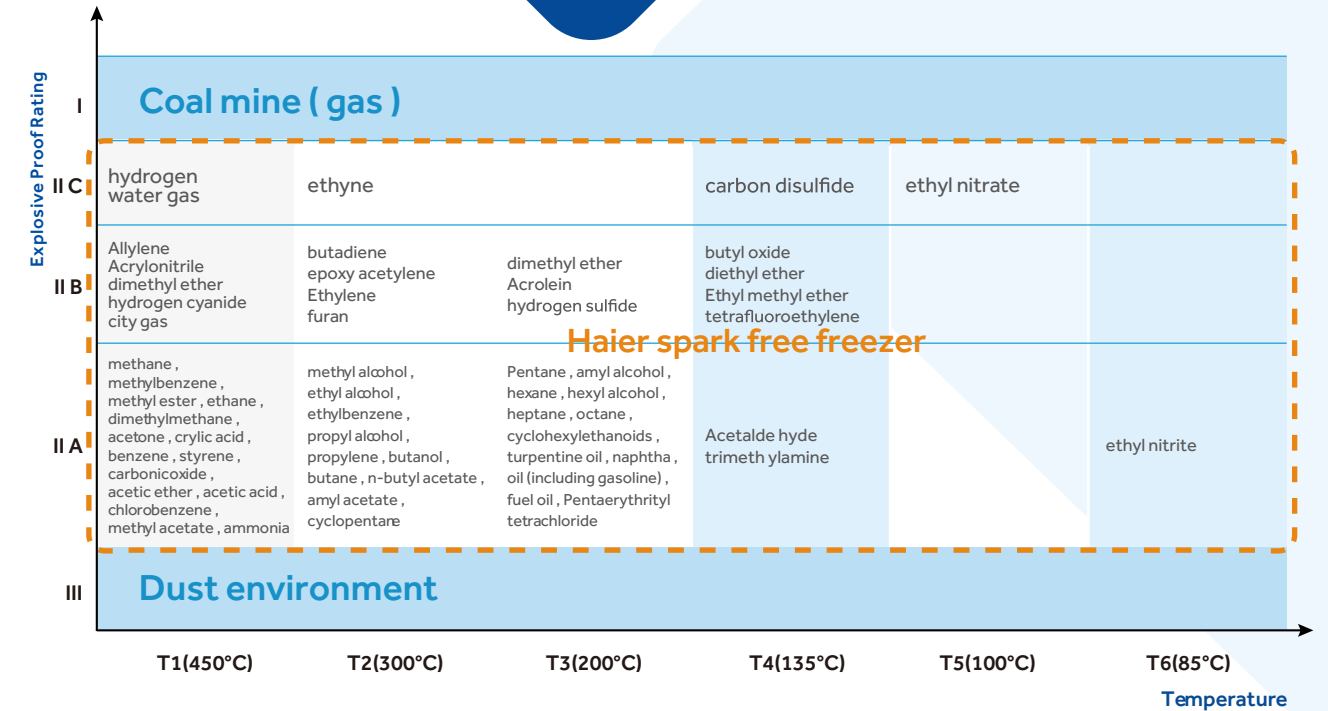 Explosive Proof Rating
I
Coal mine ( gas )
II C
hydrogen
water gas
ethyne
carbon disulfide
ethyl nitrate
II B
Allylene
Acrylonitrile
dimethyl ether
hydrogen cyanide
city gas
butadiene
epoxy acetylene
Ethylene
furan
dimethyl ether
Acrolein
hydrogen sulfide
butyl oxide
diethyl ether
Ethyl methyl ether
tetrafluoroethylene
Haier spark free freezer
II A
methane ,
methylbenzene ,
methyl ester , ethane ,
dimethylmethane ,
acetone , crylic acid ,
benzene , styrene ,
carbonicoxide ,
acetic ether , acetic acid ,
chlorobenzene ,
methyl acetate , ammonia
methyl alcohol ,
ethyl alcohol ,
ethylbenzene ,
propyl alcohol ,
propylene , butanol ,
butane , n-butyl acetate ,
amyl acetate ,
cyclopentane
Pentane , amyl alcohol ,
hexane , hexyl alcohol ,
heptane , octane ,
cyclohexylethanoids ,
turpentine oil , naphtha ,
oil (including gasoline) ,
fuel oil , Pentaerythrityl
tetrachloride
Acetalde hyde
trimeth ylamine
ethyl nitrite
III
Dust environment
T1(450°C)
T2(300°C)
T3(200°C)
T4(135°C)
T5(100°C)
T6(85°C)
Temperature